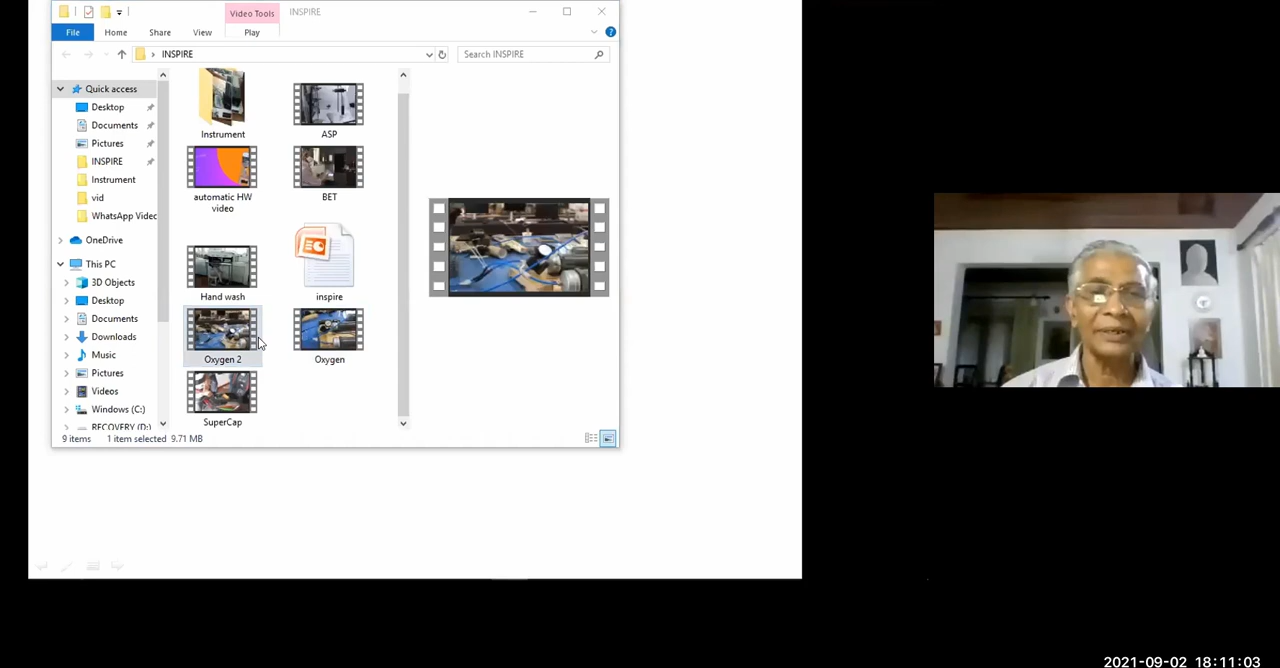 Video Tools
INSPIRE
File
Home
Share
View
Play
INSPIRE
Search INSPIRE
Quick access
Desktop
Documents
Pictures
INSPIRE
Instrument
vid
WhatsApp Video
OneDrive
This PC
3D Objects
Desktop
Documents
Downloads
Music
Pictures
Videos
Windows (C:)
RECOVERY (D:)
Instrument
ASP
automatic HW
video
BET
Hand wash
inspire
Oxygen 2
Oxygen
SuperCap
9 items
1 item selected
9.71 MB
2021-09-02 18:11:03